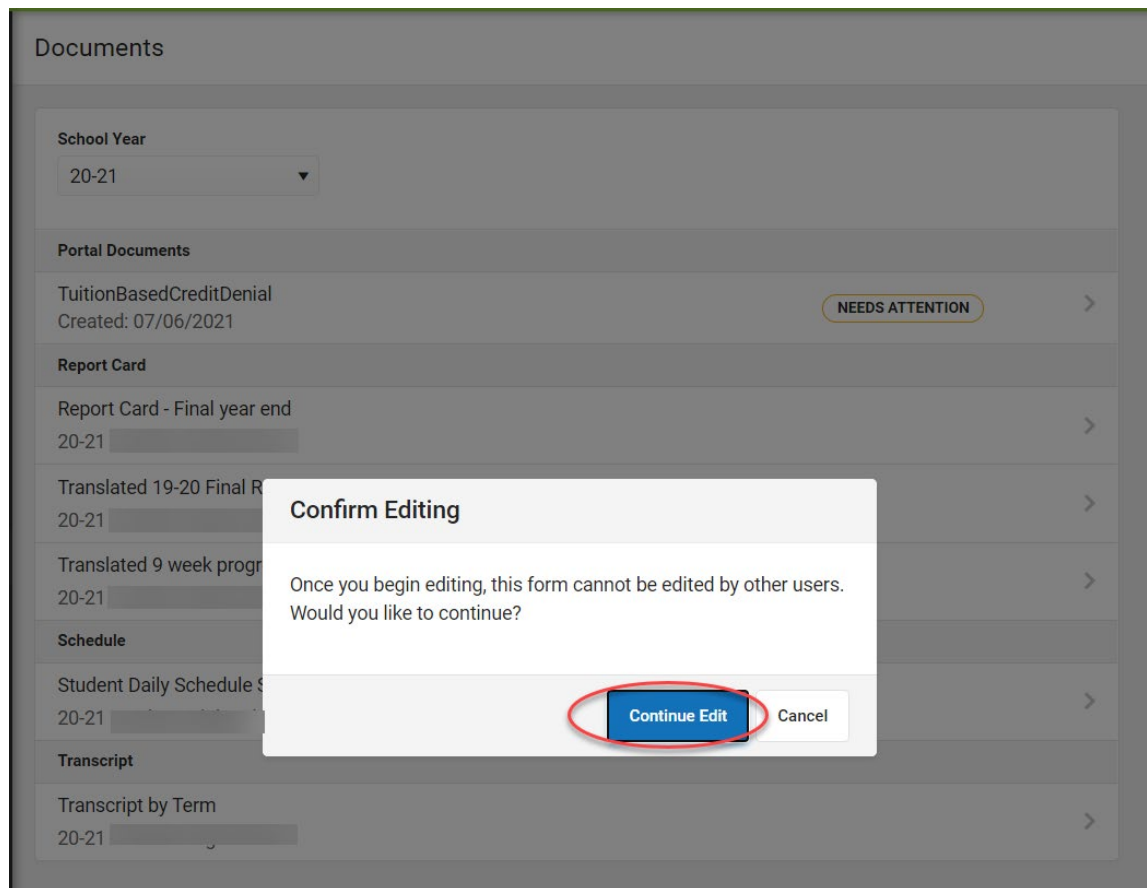 Documents
School Year
20-21
Portal Documents
TuitionBasedCreditDenial
Created: 07/06/2021
NEEDS ATTENTION
Report Card
Report Card - Final year end
20-21
Translated 19-20 Final R
20-21
Translated 9 week progr
20-21
Schedule
Student Daily Schedule S
20-21
Transcript
Transcript by Term
20-21
Confirm Editing
Once you begin editing, this form cannot be edited by other users.
Would you like to continue?
Continue Edit
Cancel